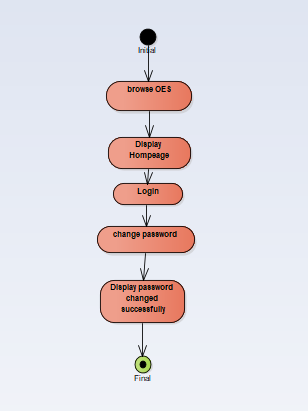 Initial
browse OES
Display
Hompeage
Login
change password
Display password
changed
successfully
Final